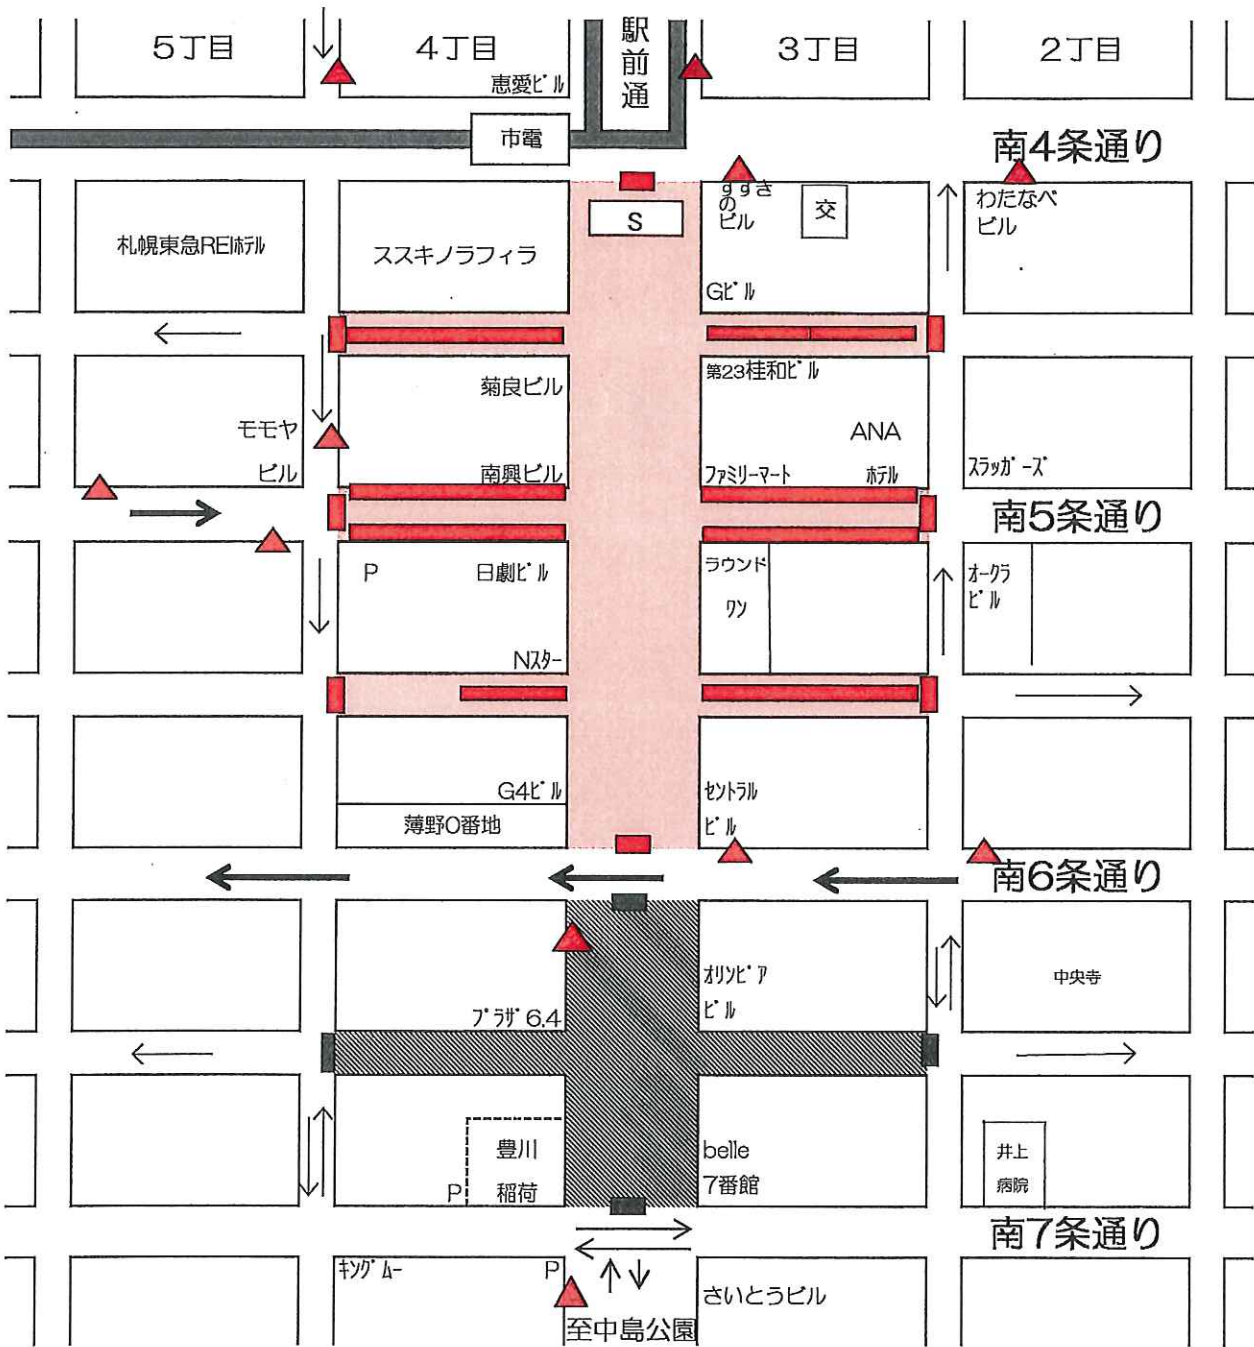 5丁目
4丁目
駅前通
3丁目
2丁目
恵愛ビル
市電
南4条通り
札幌東急REIホテル
ススキノラフィラ
S
すすきの
ビル
交
わたなべ
ビル
Gビル
菊良ビル
第23桂和ビル
モモヤ
ビル
ANA
ホテル
南興ビル
ファミリーマート
スラッガーズ
南5条通り
P
日劇ビル
ラウンド
ワン
オークラ
ビル
Nスター
G4ビル
セントラル
ビル
薄野0番地
南6条通り
オリンピア
ビル
中央寺
プラザ6.4
豊川
稲荷
P
belle
7番館
井上
病院
南7条通り
キングムー
P
さいとうビル
至中島公園